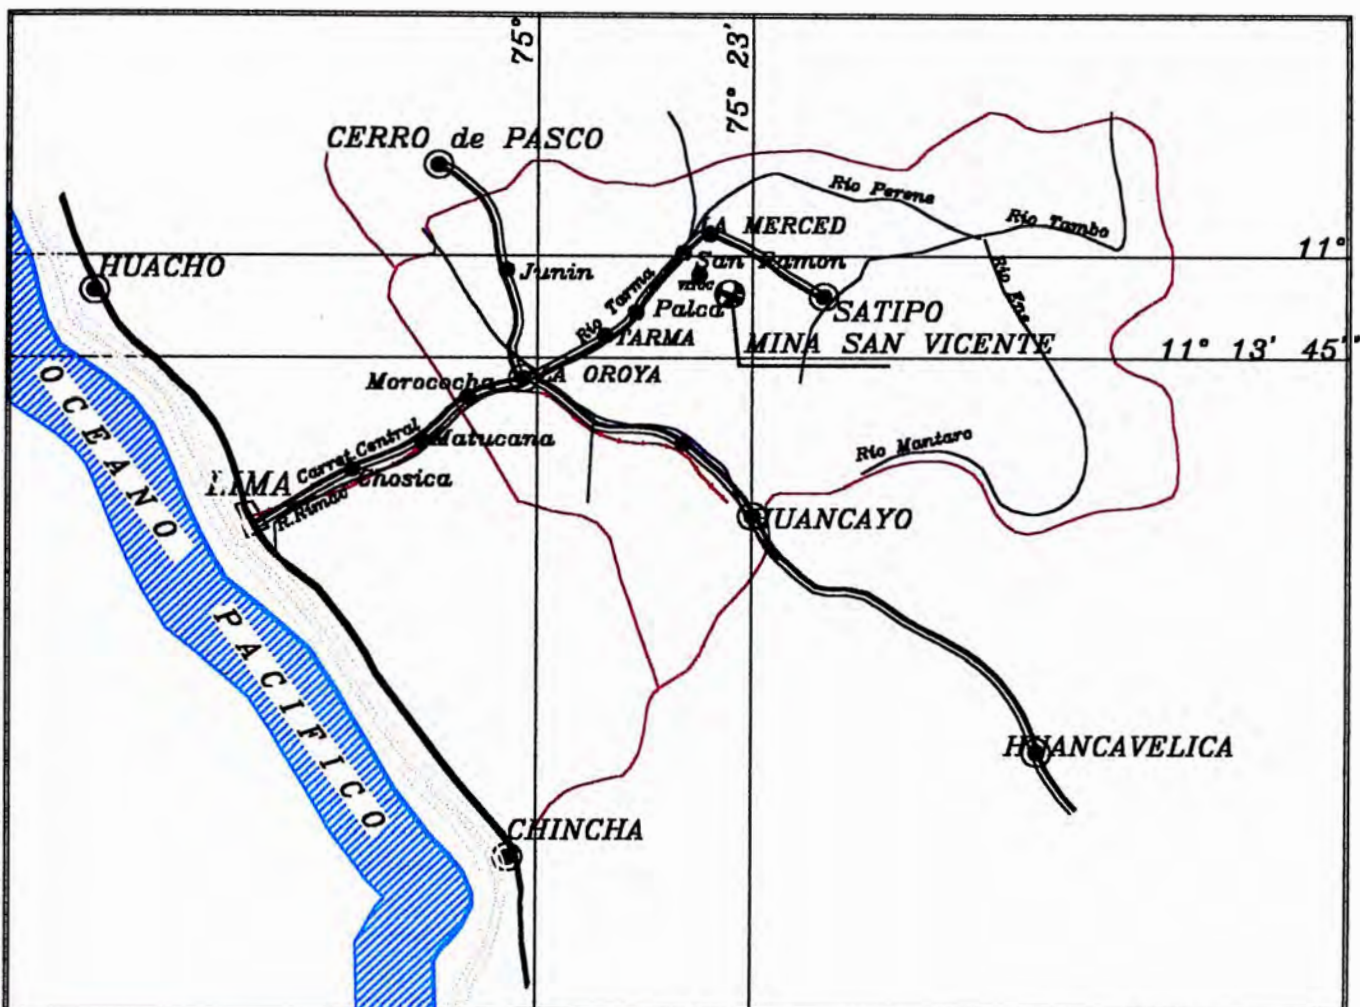 75°
75° 23'
CERRO de PASCO
Rio Perene
LA MERCED
Rio Tambo
11°
HUACHO
Junin
San Ramon
Rio Ene
Rio Tarma
VITOC
Palca
SATIPO
TARMA
MINA SAN VICENTE
11° 13' 45''
Morococha
LA OROYA
OCEANO
Carret. Central
Matucana
Rio Mantaro
LIMA
Chosica
R.Rimac
HUANCAYO
PACIFICO
HUANCAVELICA
CHINCHA